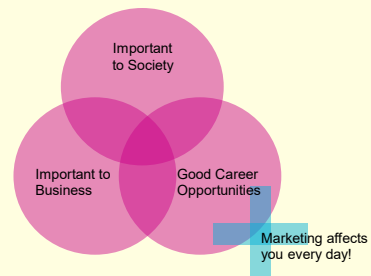 Important
to Society
Important to
Business
Good Career
Opportunities
Marketing affects
you every day!